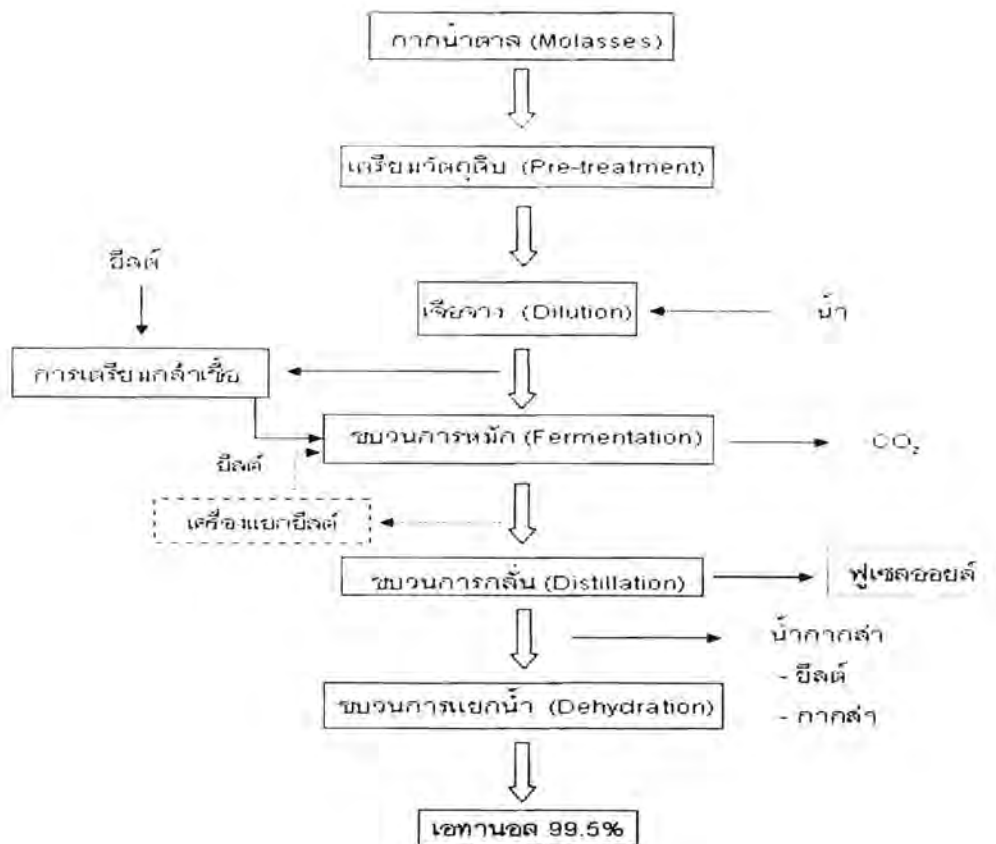 กากน้ำตาล (Molasses)
เตรียมวัตถุดิบ (Pre-treatment)
ยีสต์
เจือจาง (Dilution)
น้ำ
การเตรียมกล้าเชื้อ
ขบวนการหมัก (Fermentation)
CO₂
ยีสต์
เครื่องแยกยีสต์
ขบวนการกลั่น (Distillation)
ฟูเซลออยล์
น้ำกากส่า
- ยีสต์
ขบวนการแยกน้ำ (Dehydration)
- กากส่า
เอทานอล 99.5%